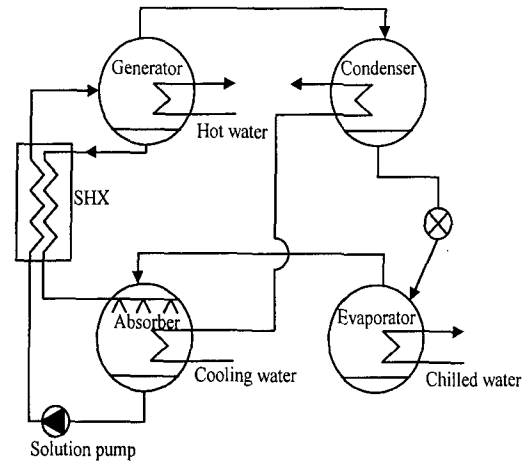 Generator
Condenser
Hot water
SHX
Absorber
Evaporator
Cooling water
Chilled water
Solution pump